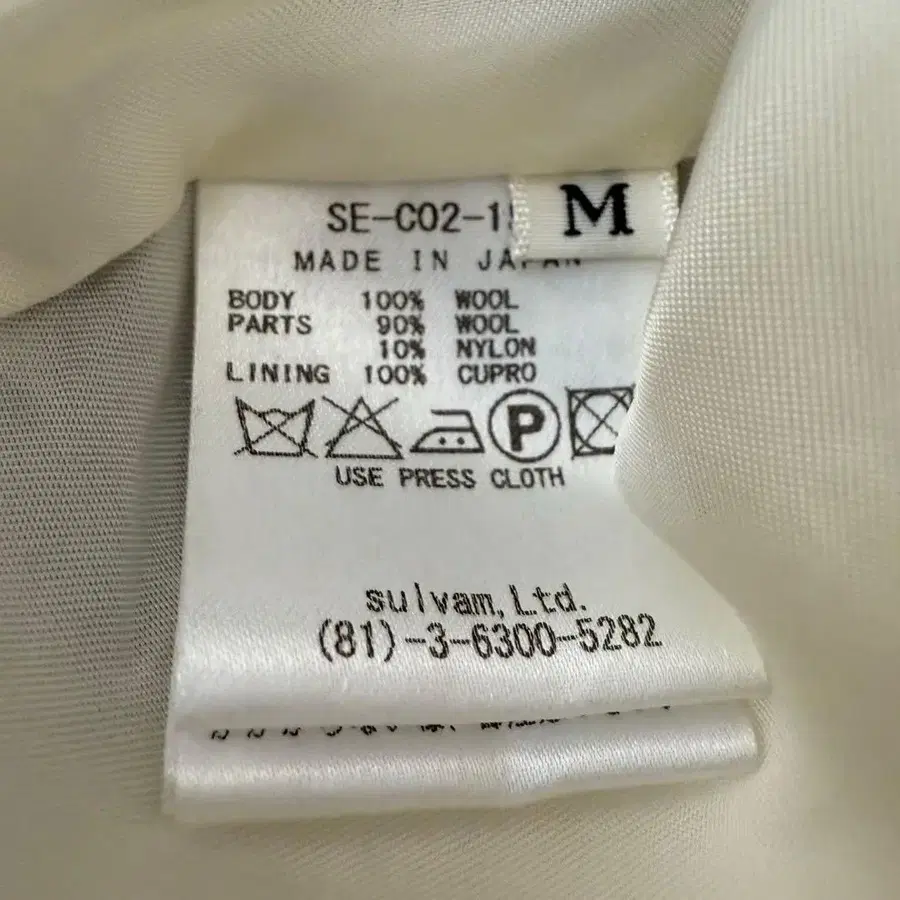 SE-C02-1
M
MADE IN JAPAN
BODY 100% WOOL
PARTS 90% WOOL
10% NYLON
LINING 100% CUPRO
P
USE PRESS CLOTH
sulvam, Ltd.
(81)-3-6300-5282